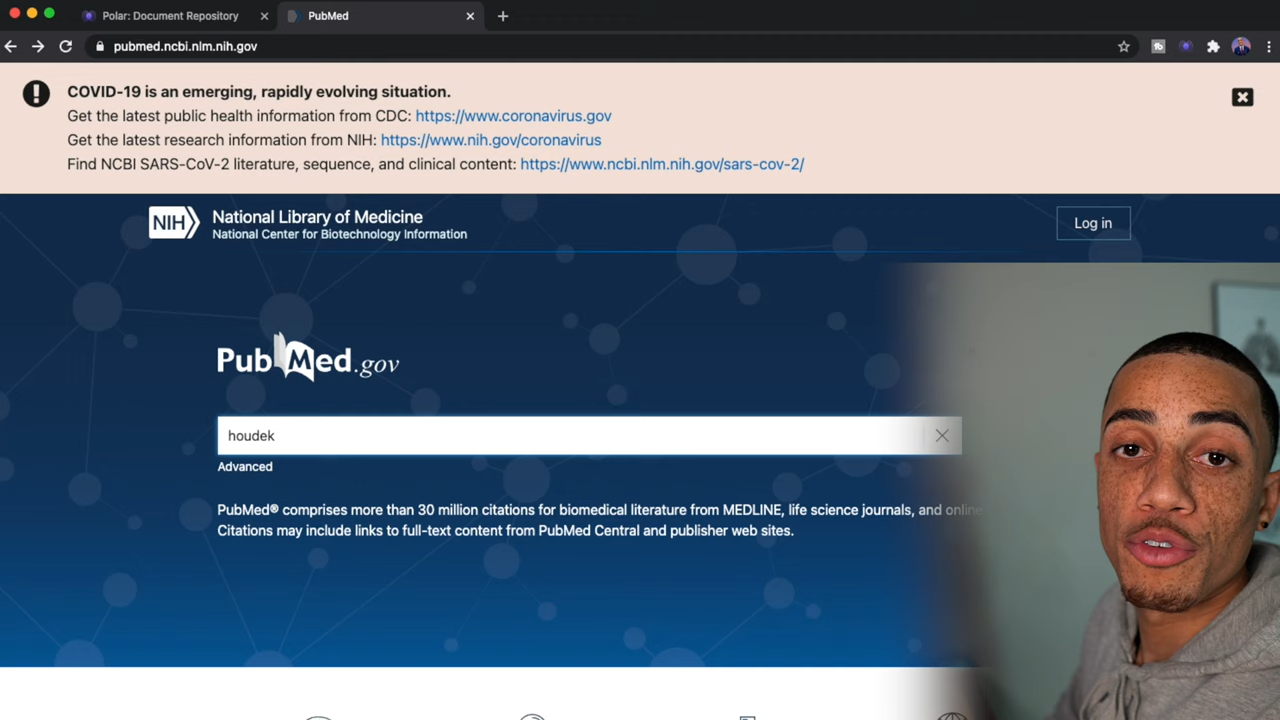 Polar: Document Repository
PubMed
pubmed.ncbi.nlm.nih.gov
COVID-19 is an emerging, rapidly evolving situation.
Get the latest public health information from CDC: https://www.coronavirus.gov
Get the latest research information from NIH: https://www.nih.gov/coronavirus
Find NCBI SARS-CoV-2 literature, sequence, and clinical content: https://www.ncbi.nlm.nih.gov/sars-cov-2/
NIH
National Library of Medicine
National Center for Biotechnology Information
Log in
PubMed.gov
houdek
Advanced
PubMed® comprises more than 30 million citations for biomedical literature from MEDLINE, life science journals, and online
Citations may include links to full-text content from PubMed Central and publisher web sites.